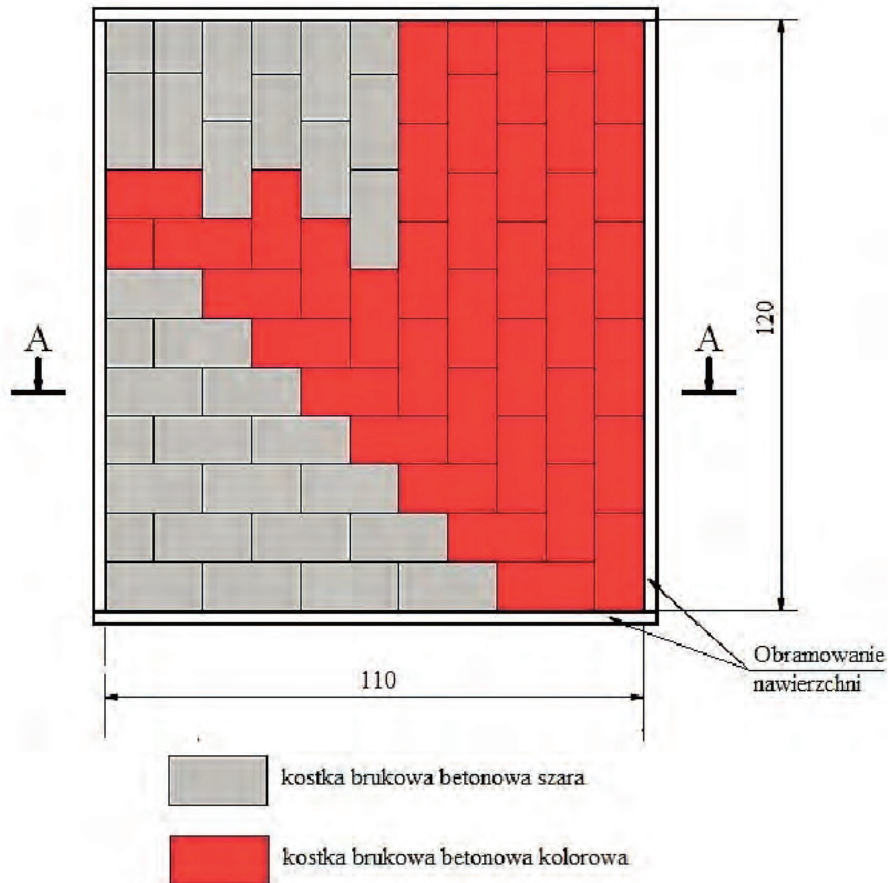 A
A
120
110
Obramowanie
nawierzchni
kostka brukowa betonowa szara
kostka brukowa betonowa kolorowa